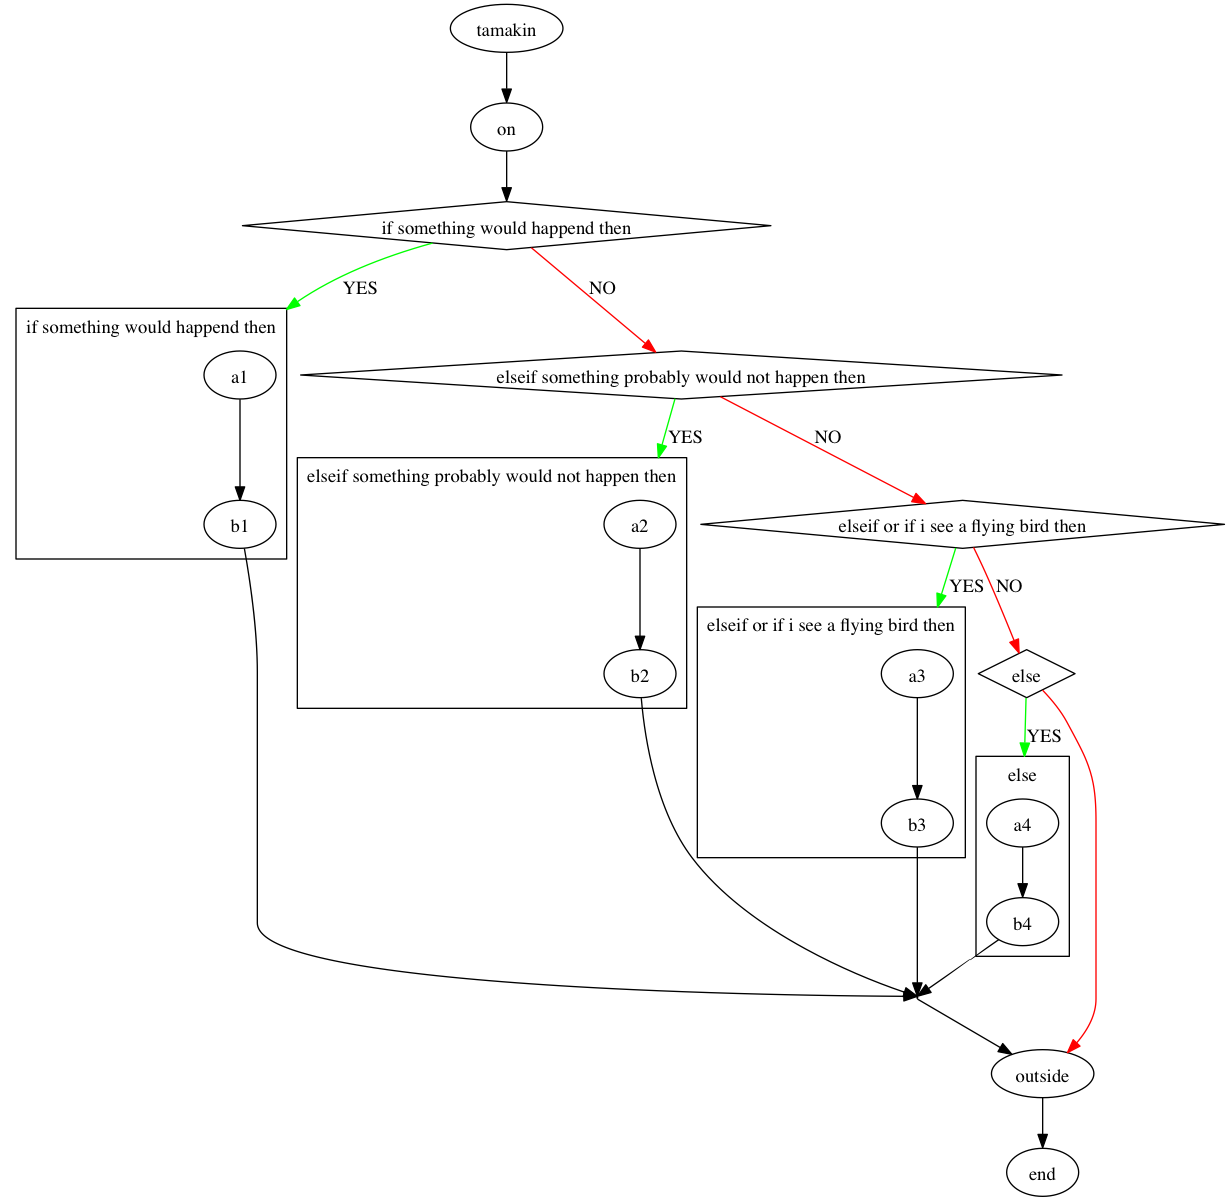 tamakin
on
if something would happend then
YES
NO
if something would happend then
a1
b1
elseif something probably would not happen then
YES
NO
elseif something probably would not happen then
a2
b2
elseif or if i see a flying bird then
YES
NO
elseif or if i see a flying bird then
a3
b3
else
YES
else
a4
b4
outside
end